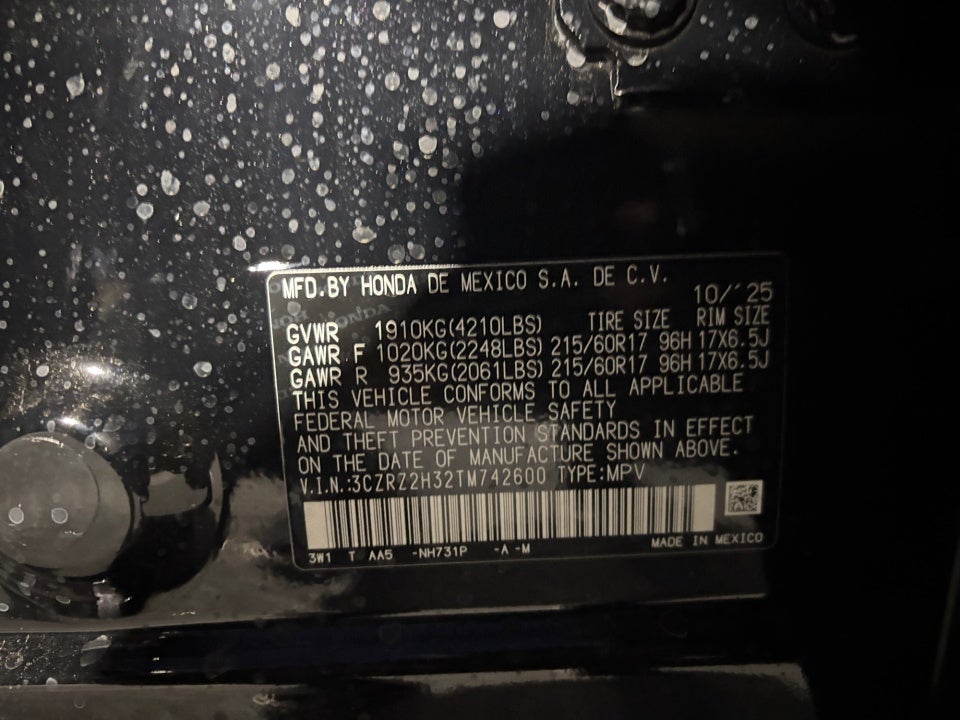 MFD.BY HONDA DE MEXICO S.A. DE C.V.
10/'25
GVWR 1910KG(4210LBS) TIRE SIZE RIM SIZE
GAWR F 1020KG(2248LBS) 215/60R17 96H 17X6.5J
GAWR R 935KG(2061LBS) 215/60R17 96H 17X6.5J
THIS VEHICLE CONFORMS TO ALL APPLICABLE
FEDERAL MOTOR VEHICLE SAFETY
AND THEFT PREVENTION STANDARDS IN EFFECT
ON THE DATE OF MANUFACTURE SHOWN ABOVE.
V.I.N.:3CZRZ2H32TM742600 TYPE:MPV
3W1 T AA5 -NH731P -A -M MADE IN MEXICO